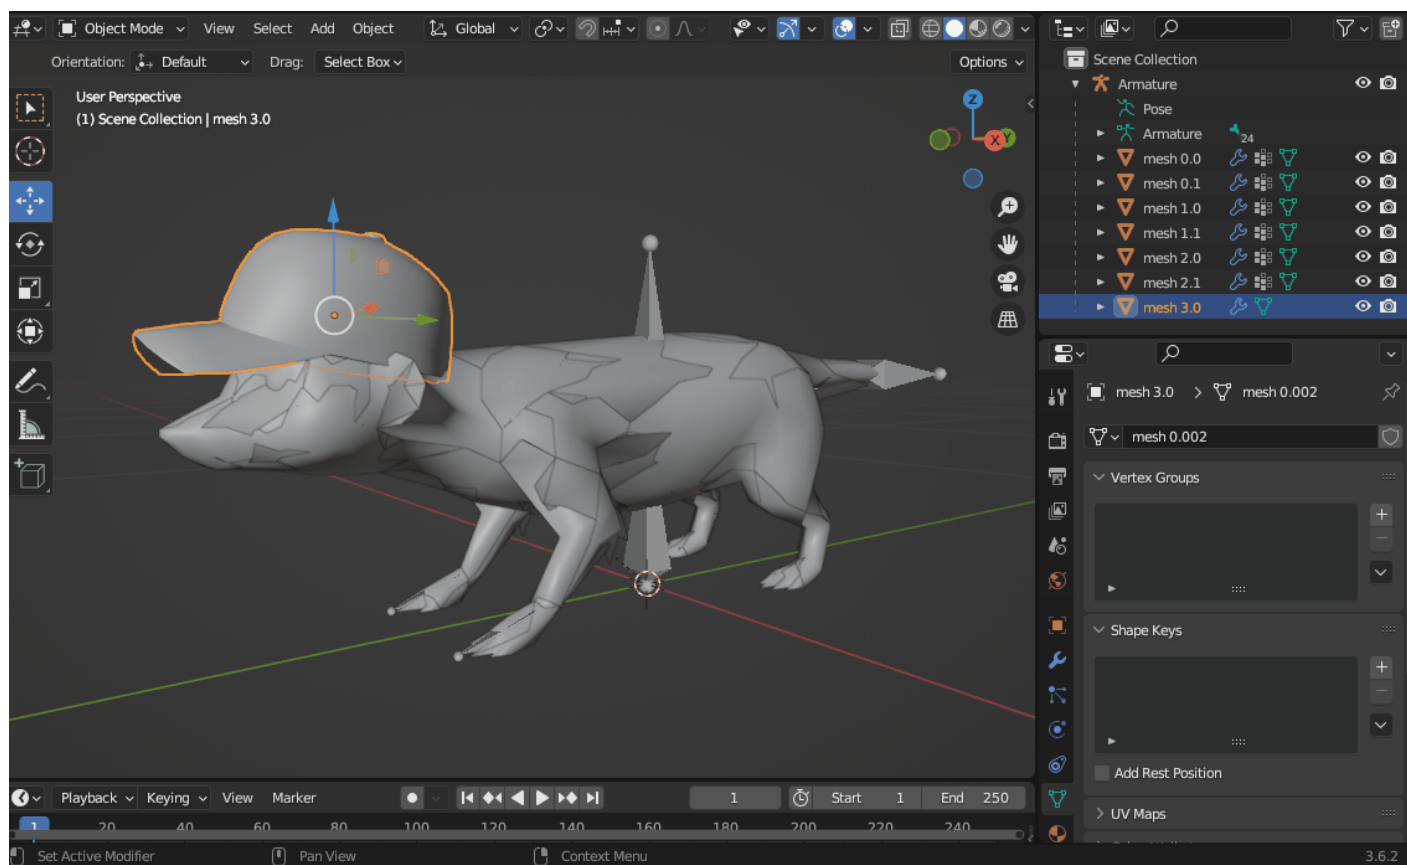 Object Mode View Select Add Object Global
Orientation: Default Drag: Select Box Options
User Perspective
(1) Scene Collection | mesh 3.0
Z
X
Y
Scene Collection
Armature
Pose
Armature 24
mesh 0.0
mesh 0.1
mesh 1.0
mesh 1.1
mesh 2.0
mesh 2.1
mesh 3.0
mesh 3.0 > mesh 0.002
mesh 0.002
Vertex Groups
Shape Keys
Add Rest Position
UV Maps
Playback Keying View Marker 1 Start 1 End 250
1 20 40 60 80 100 120 140 160 180 200 220 240
Set Active Modifier Pan View Context Menu 3.6.2